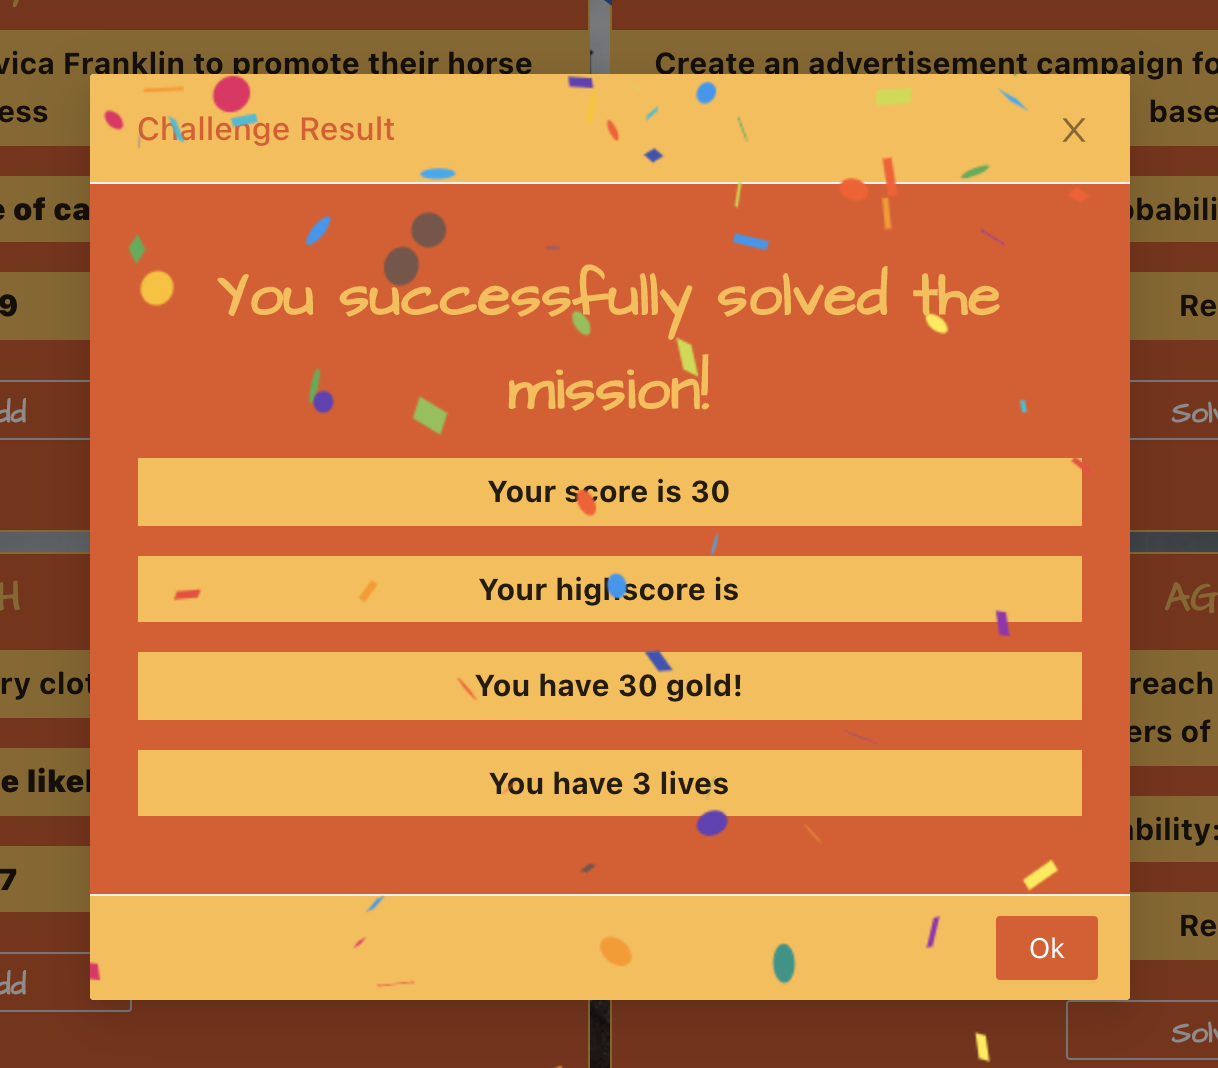 vica Franklin to promote their horse
ess
Create an advertisement campaign fo
base
Challenge Result
X
e of ca
bability
9
Re
You successfully solved the
mission!
dd
Solv
Your score is 30
Your highscore is
You have 30 gold!
You have 3 lives
H
AG
ry clot
reach
ers of
e likel
bility:
7
Re
Ok
dd
Solv